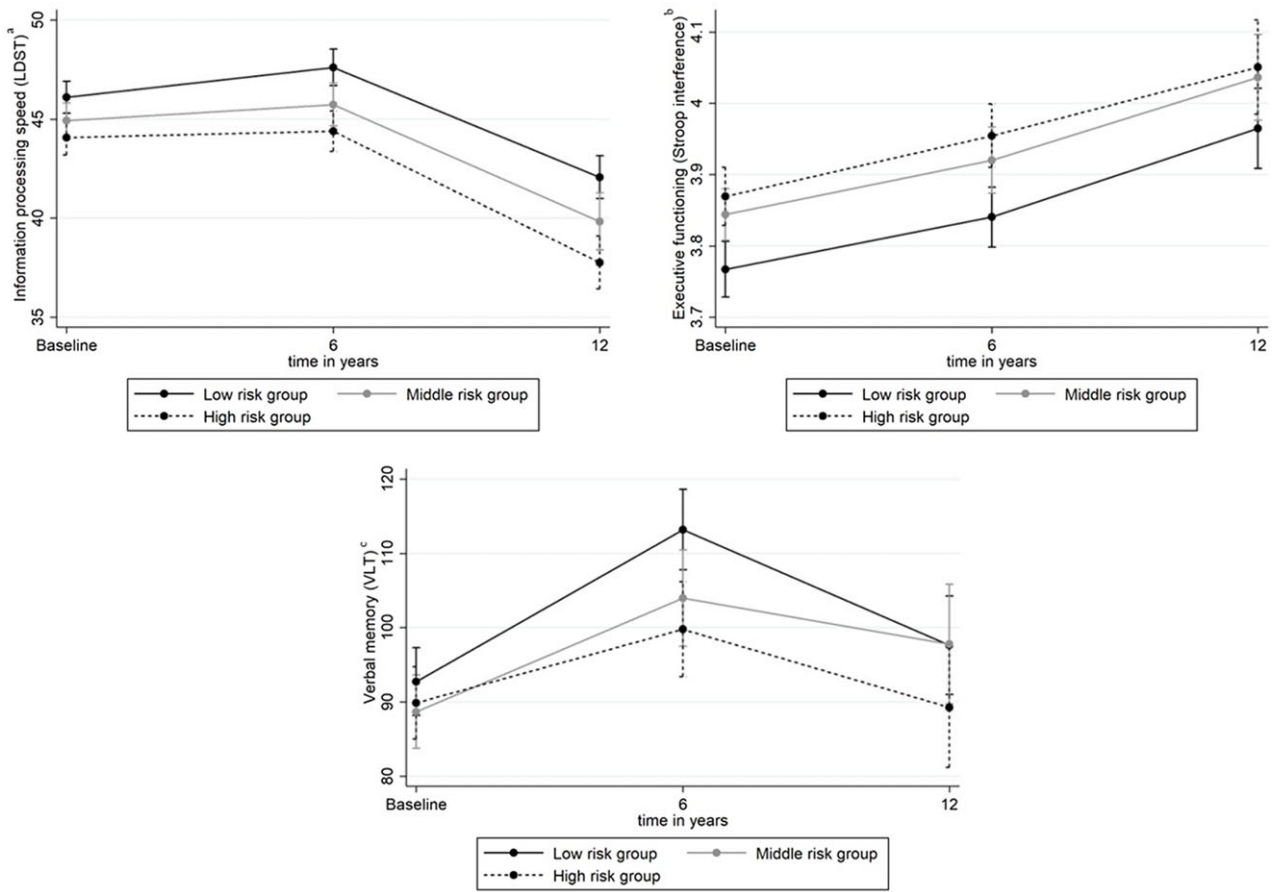 Information processing speed (LDST) a
50
45
40
35
Baseline 6 12
time in years
Low risk group Middle risk group
High risk group
Executive functioning (Stroop interference) b
4.1
4
3.9
3.8
3.7
Baseline 6 12
time in years
Low risk group Middle risk group
High risk group
Verbal memory (VLT) c
120
110
100
90
80
Baseline 6 12
time in years
Low risk group Middle risk group
High risk group